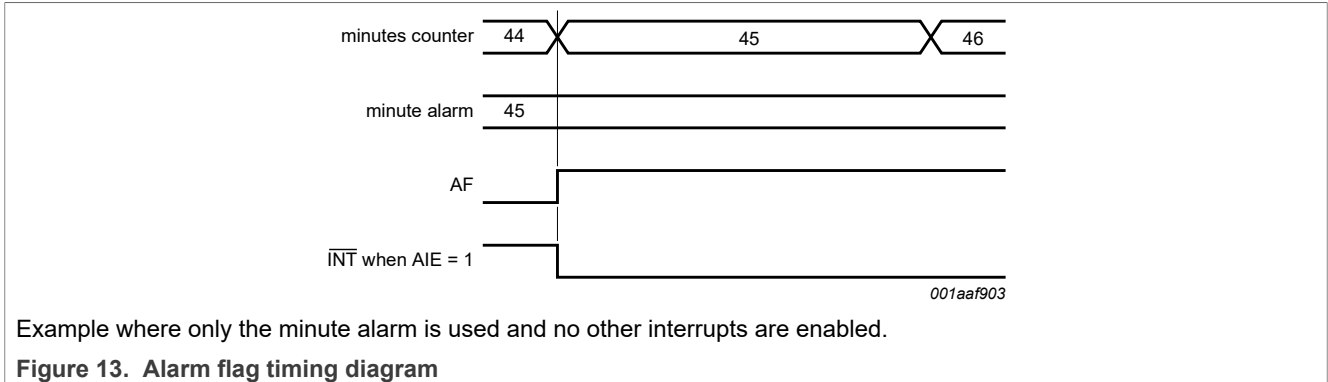 minutes counter 44 45 46
minute alarm 45
AF
INT when AIE = 1
001aaf903
Example where only the minute alarm is used and no other interrupts are enabled.
Figure 13. Alarm flag timing diagram